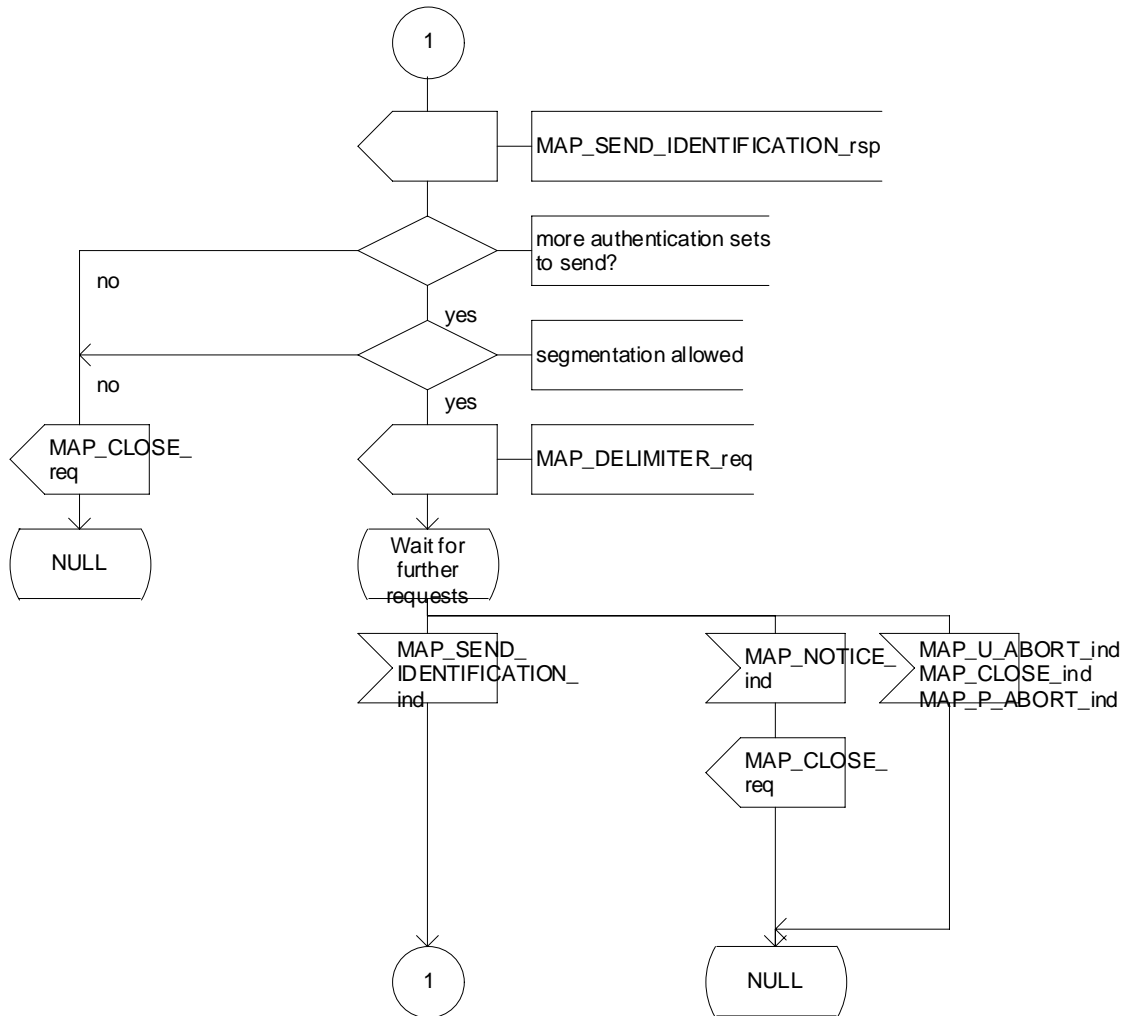 1
MAP_SEND_IDENTIFICATION_rsp
more authentication sets
to send?
no
yes
segmentation allowed
no
yes
MAP_CLOSE_
req
MAP_DELIMITER_req
NULL
Wait for
further
requests
MAP_SEND_
IDENTIFICATION_
ind
MAP_NOTICE_
ind
MAP_U_ABORT_ind
MAP_CLOSE_ind
MAP_P_ABORT_ind
MAP_CLOSE_
req
1
NULL